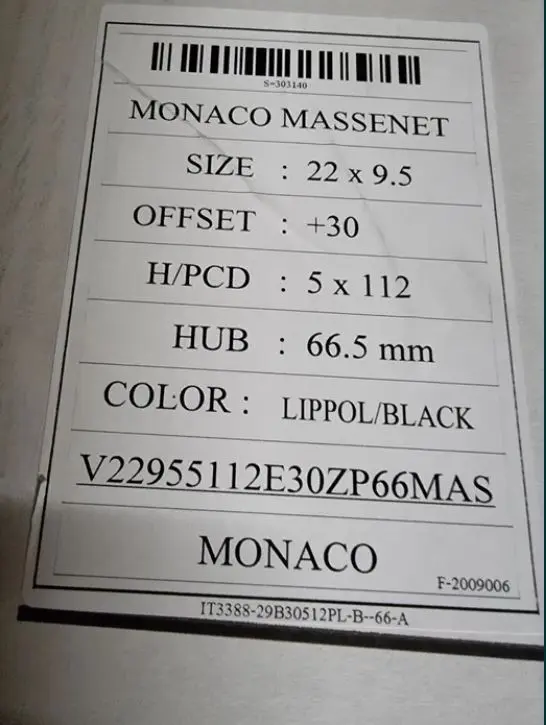 S-303140
MONACO MASSENET
SIZE : 22 x 9.5
OFFSET : +30
H/PCD : 5 x 112
HUB : 66.5 mm
COLOR : LIPPOL/BLACK
V22955112E30ZP66MAS
MONACO
F-2009006
IT3388-29B30512PL-B--66-A